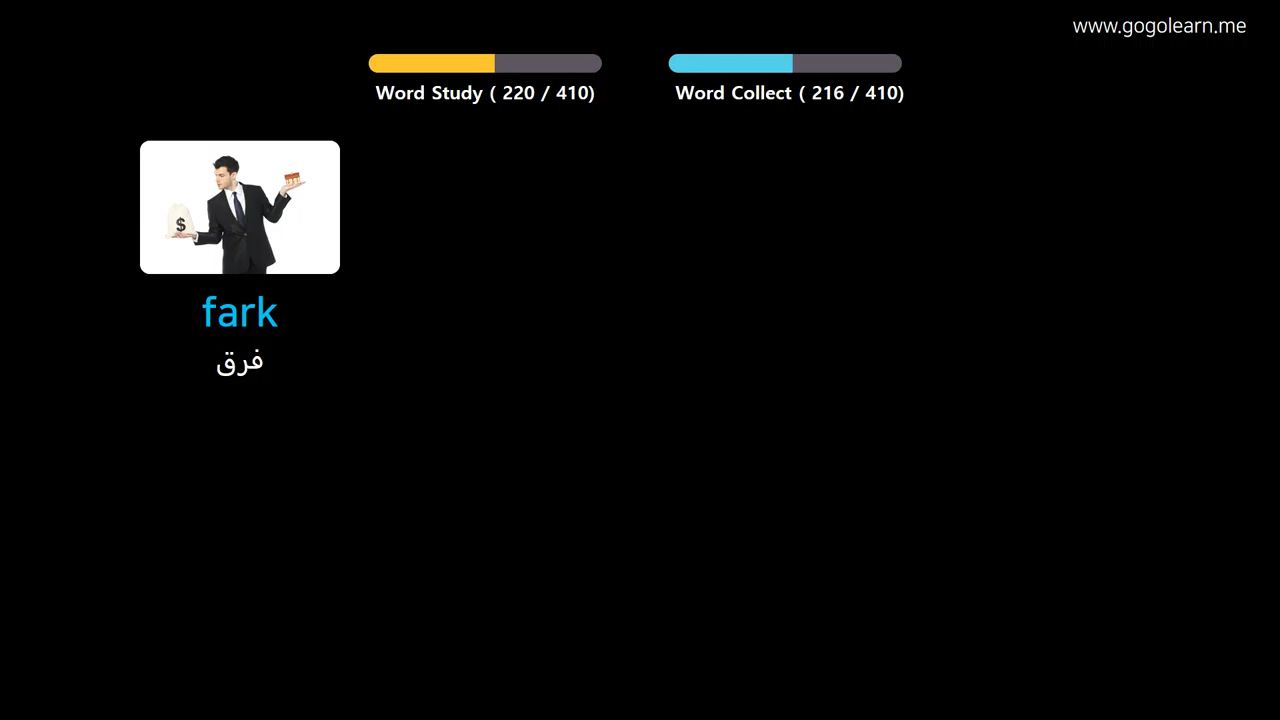 www.gogolearn.me
Word Study ( 220 / 410)
Word Collect ( 216 / 410)
$
fark
فرق